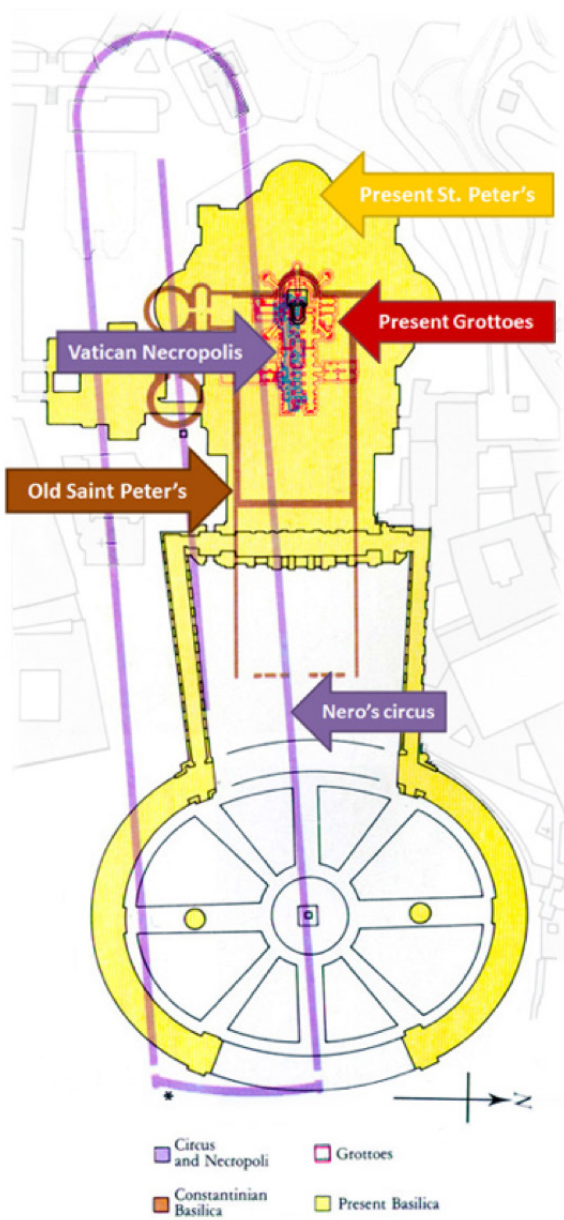 Present St. Peter's
Present Grottoes
Vatican Necropolis
Old Saint Peter's
Nero's circus
*
N
Circus
and Necropoli
Grottoes
Constantinian
Basilica
Present Basilica